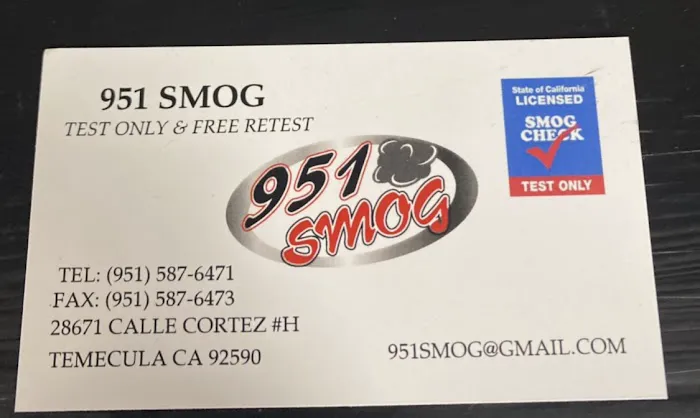 951 SMOG
TEST ONLY & FREE RETEST
State of California
LICENSED
SMOG
CHECK
TEST ONLY
951
SMOG
TEL: (951) 587-6471
FAX: (951) 587-6473
28671 CALLE CORTEZ #H
TEMECULA CA 92590
951SMOG@GMAIL.COM